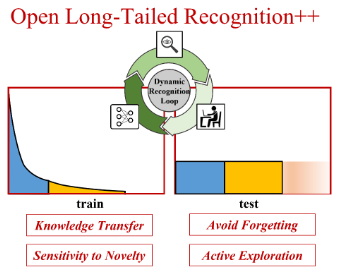 Open Long-Tailed Recognition++
Dynamic
Recognition
Loop
train
test
Knowledge Transfer
Avoid Forgetting
Sensitivity to Novelty
Active Exploration